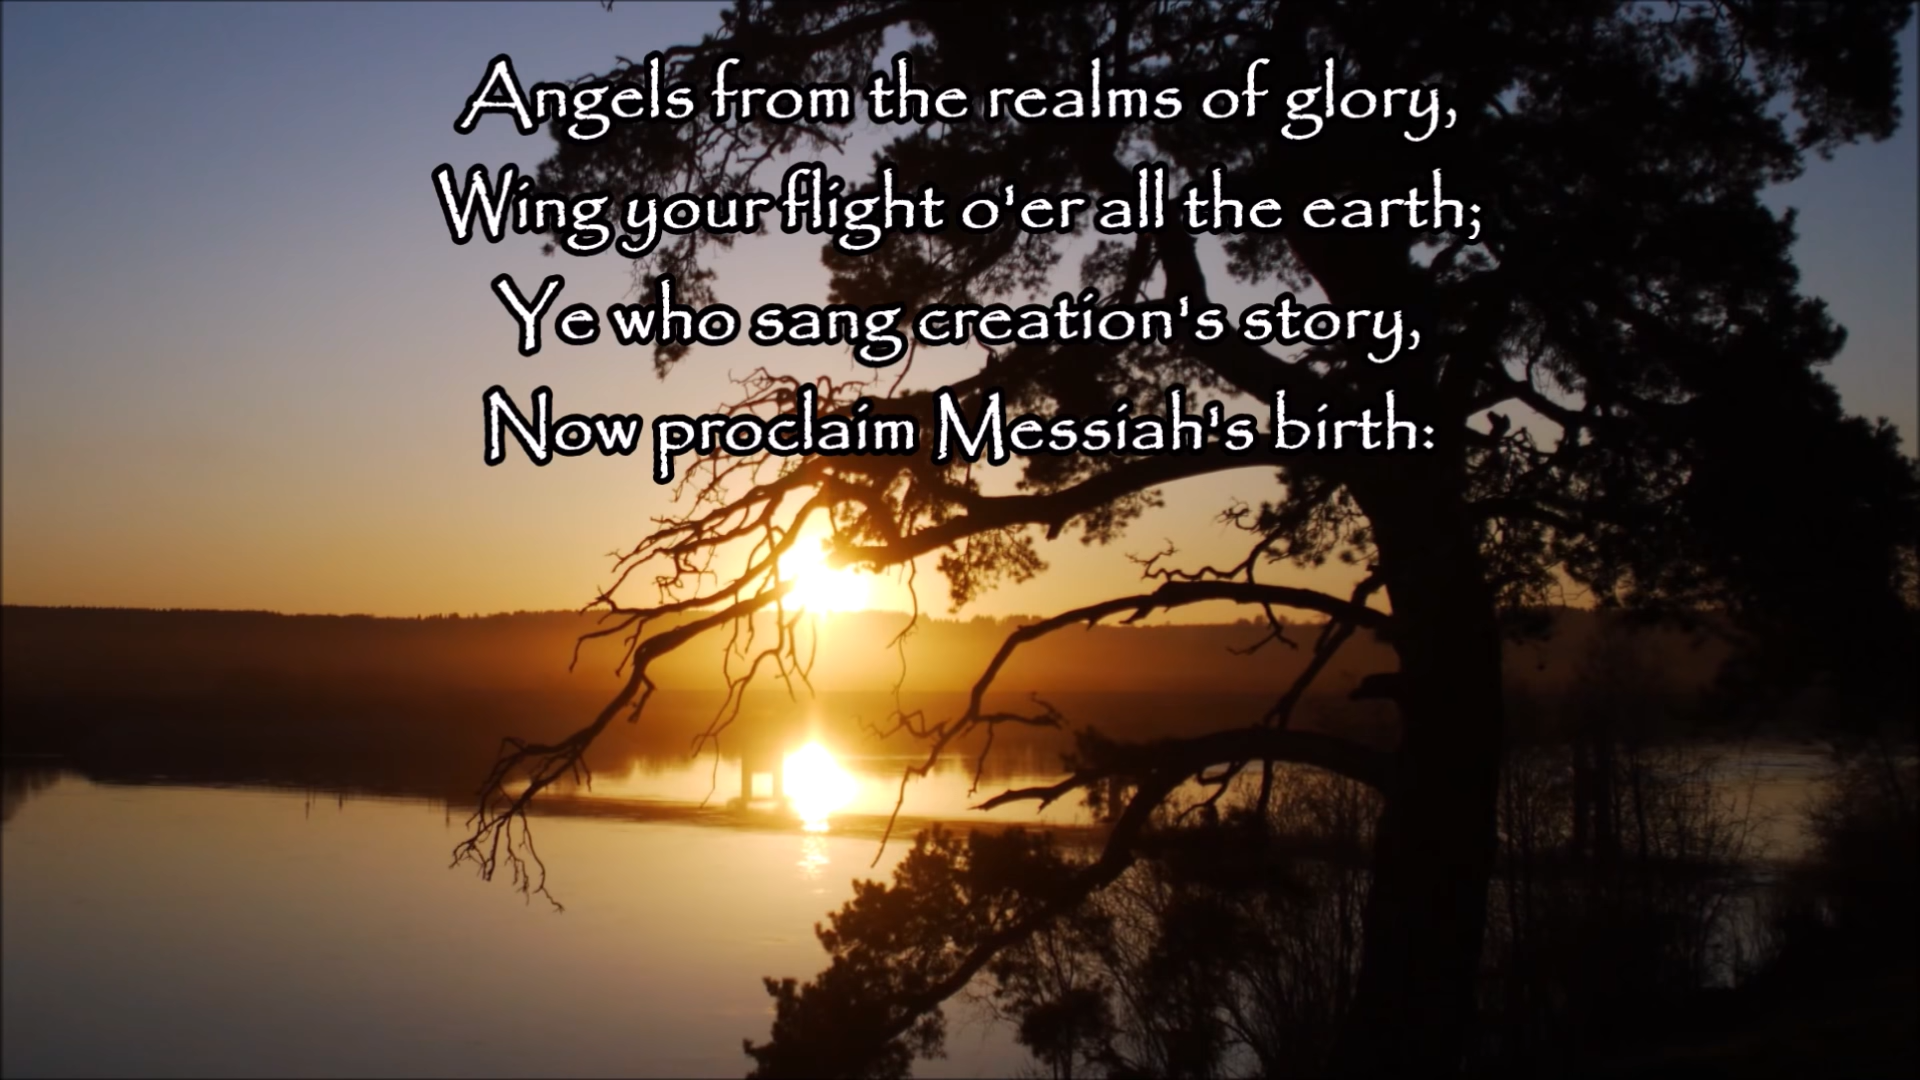 Angels from the realms of glory,
Wing your flight o'er all the earth;
Ye who sang creation's story,
Now proclaim Messiah's birth: